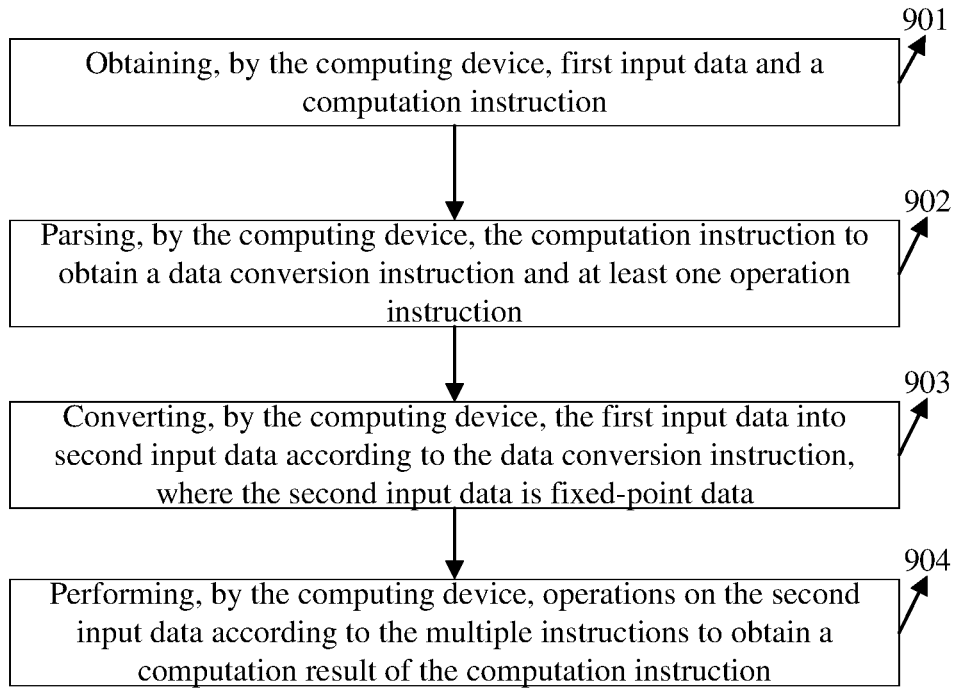 901
Obtaining, by the computing device, first input data and a
computation instruction
902
Parsing, by the computing device, the computation instruction to
obtain a data conversion instruction and at least one operation
instruction
903
Converting, by the computing device, the first input data into
second input data according to the data conversion instruction,
where the second input data is fixed-point data
904
Performing, by the computing device, operations on the second
input data according to the multiple instructions to obtain a
computation result of the computation instruction